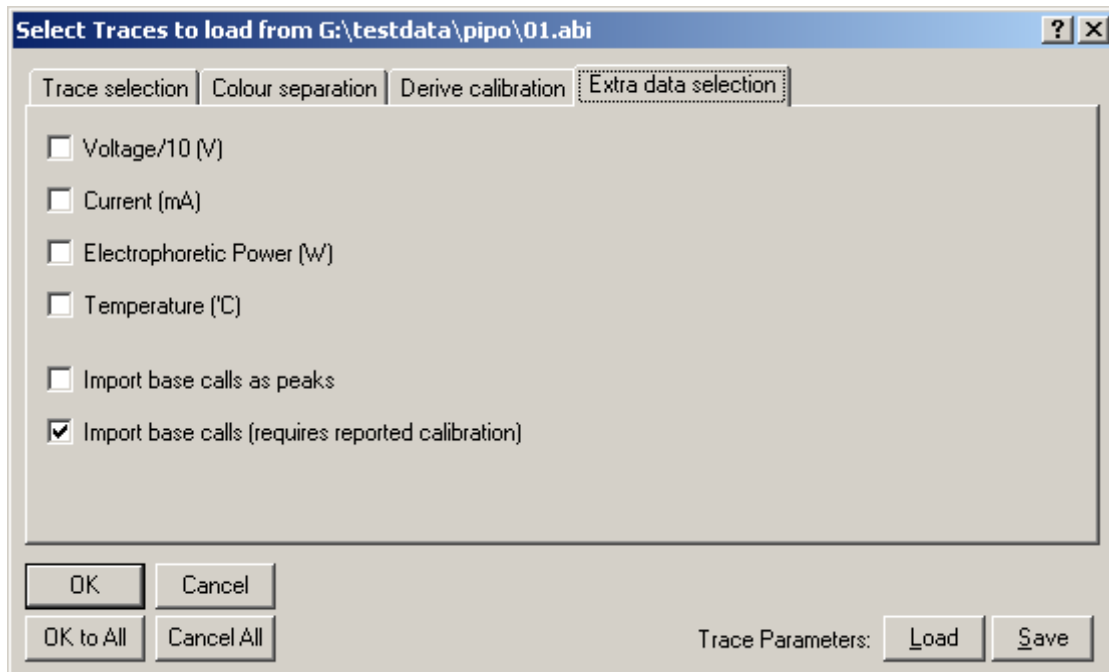 Select Traces to load from G:\testdata\pipo\01.abi
Trace selection Colour separation Derive calibration Extra data selection
Voltage/10 (V)
Current (mA)
Electrophoretic Power (W)
Temperature ('C)
Import base calls as peaks
Import base calls (requires reported calibration)
OK Cancel
OK to All Cancel All Trace Parameters: Load Save